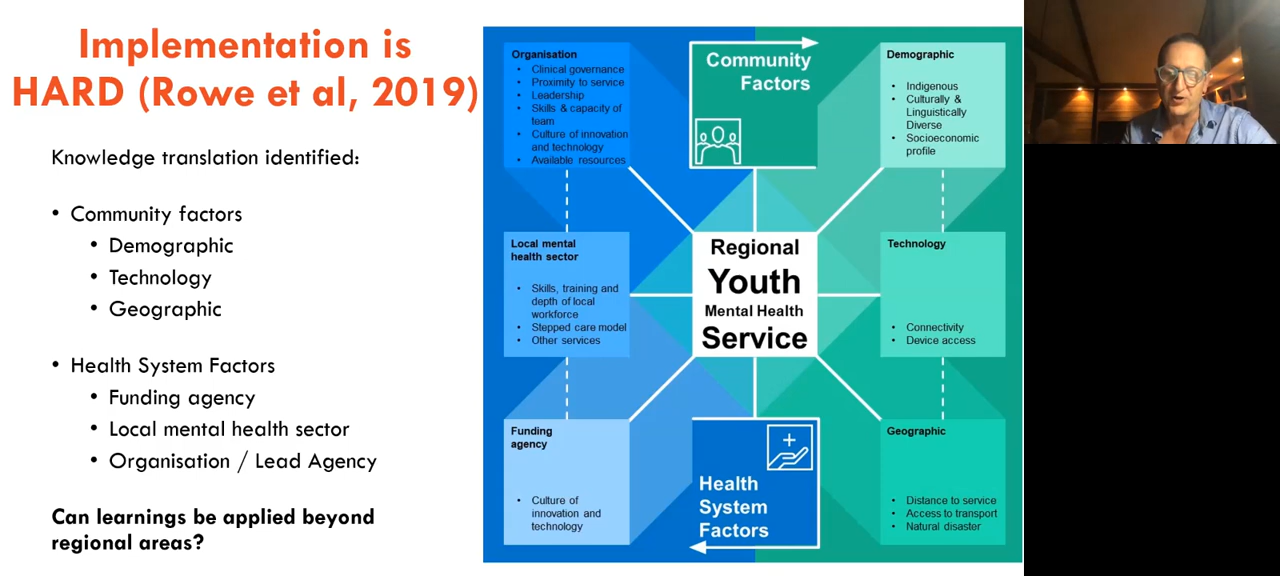 Implementation is
HARD (Rowe et al, 2019)
Knowledge translation identified:
• Community factors
• Demographic
• Technology
• Geographic
• Health System Factors
• Funding agency
• Local mental health sector
• Organisation / Lead Agency
Can learnings be applied beyond
regional areas?
Organisation
• Clinical governance
• Proximity to service
• Leadership
• Skills & capacity of
team
• Culture of innovation
and technology
• Available resources
Community
Factors
Demographic
• Indigenous
• Culturally &
Linguistically
Diverse
• Socioeconomic
profile
Local mental
health sector
• Skills, training and
depth of local
workforce
• Stepped care model
• Other services
Regional
Youth
Mental Health
Service
Technology
• Connectivity
• Device access
Funding
agency
• Culture of
innovation and
technology
Health
System
Factors
Geographic
• Distance to service
• Access to transport
• Natural disaster